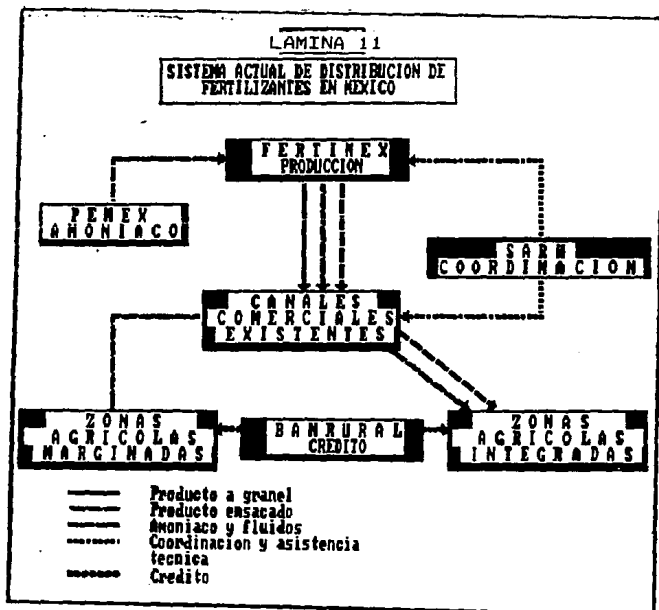 LAMINA 11
SISTEMA ACTUAL DE DISTRIBUCION DE
FERTILIZANTES EN MEXICO
FERTIMEX
PRODUCCION
PEMEX
AMONIACO
SARH
COORDINACION
CANALES
COMERCIALES
EXISTENTES
ZONAS
AGRICOLAS
MARGINADAS
BANRURAL
CREDITO
ZONAS
AGRICOLAS
INTEGRADAS
Producto a granel
Producto ensacado
Amoniaco y fluidos
Coordinacion y asistencia
tecnica
Credito